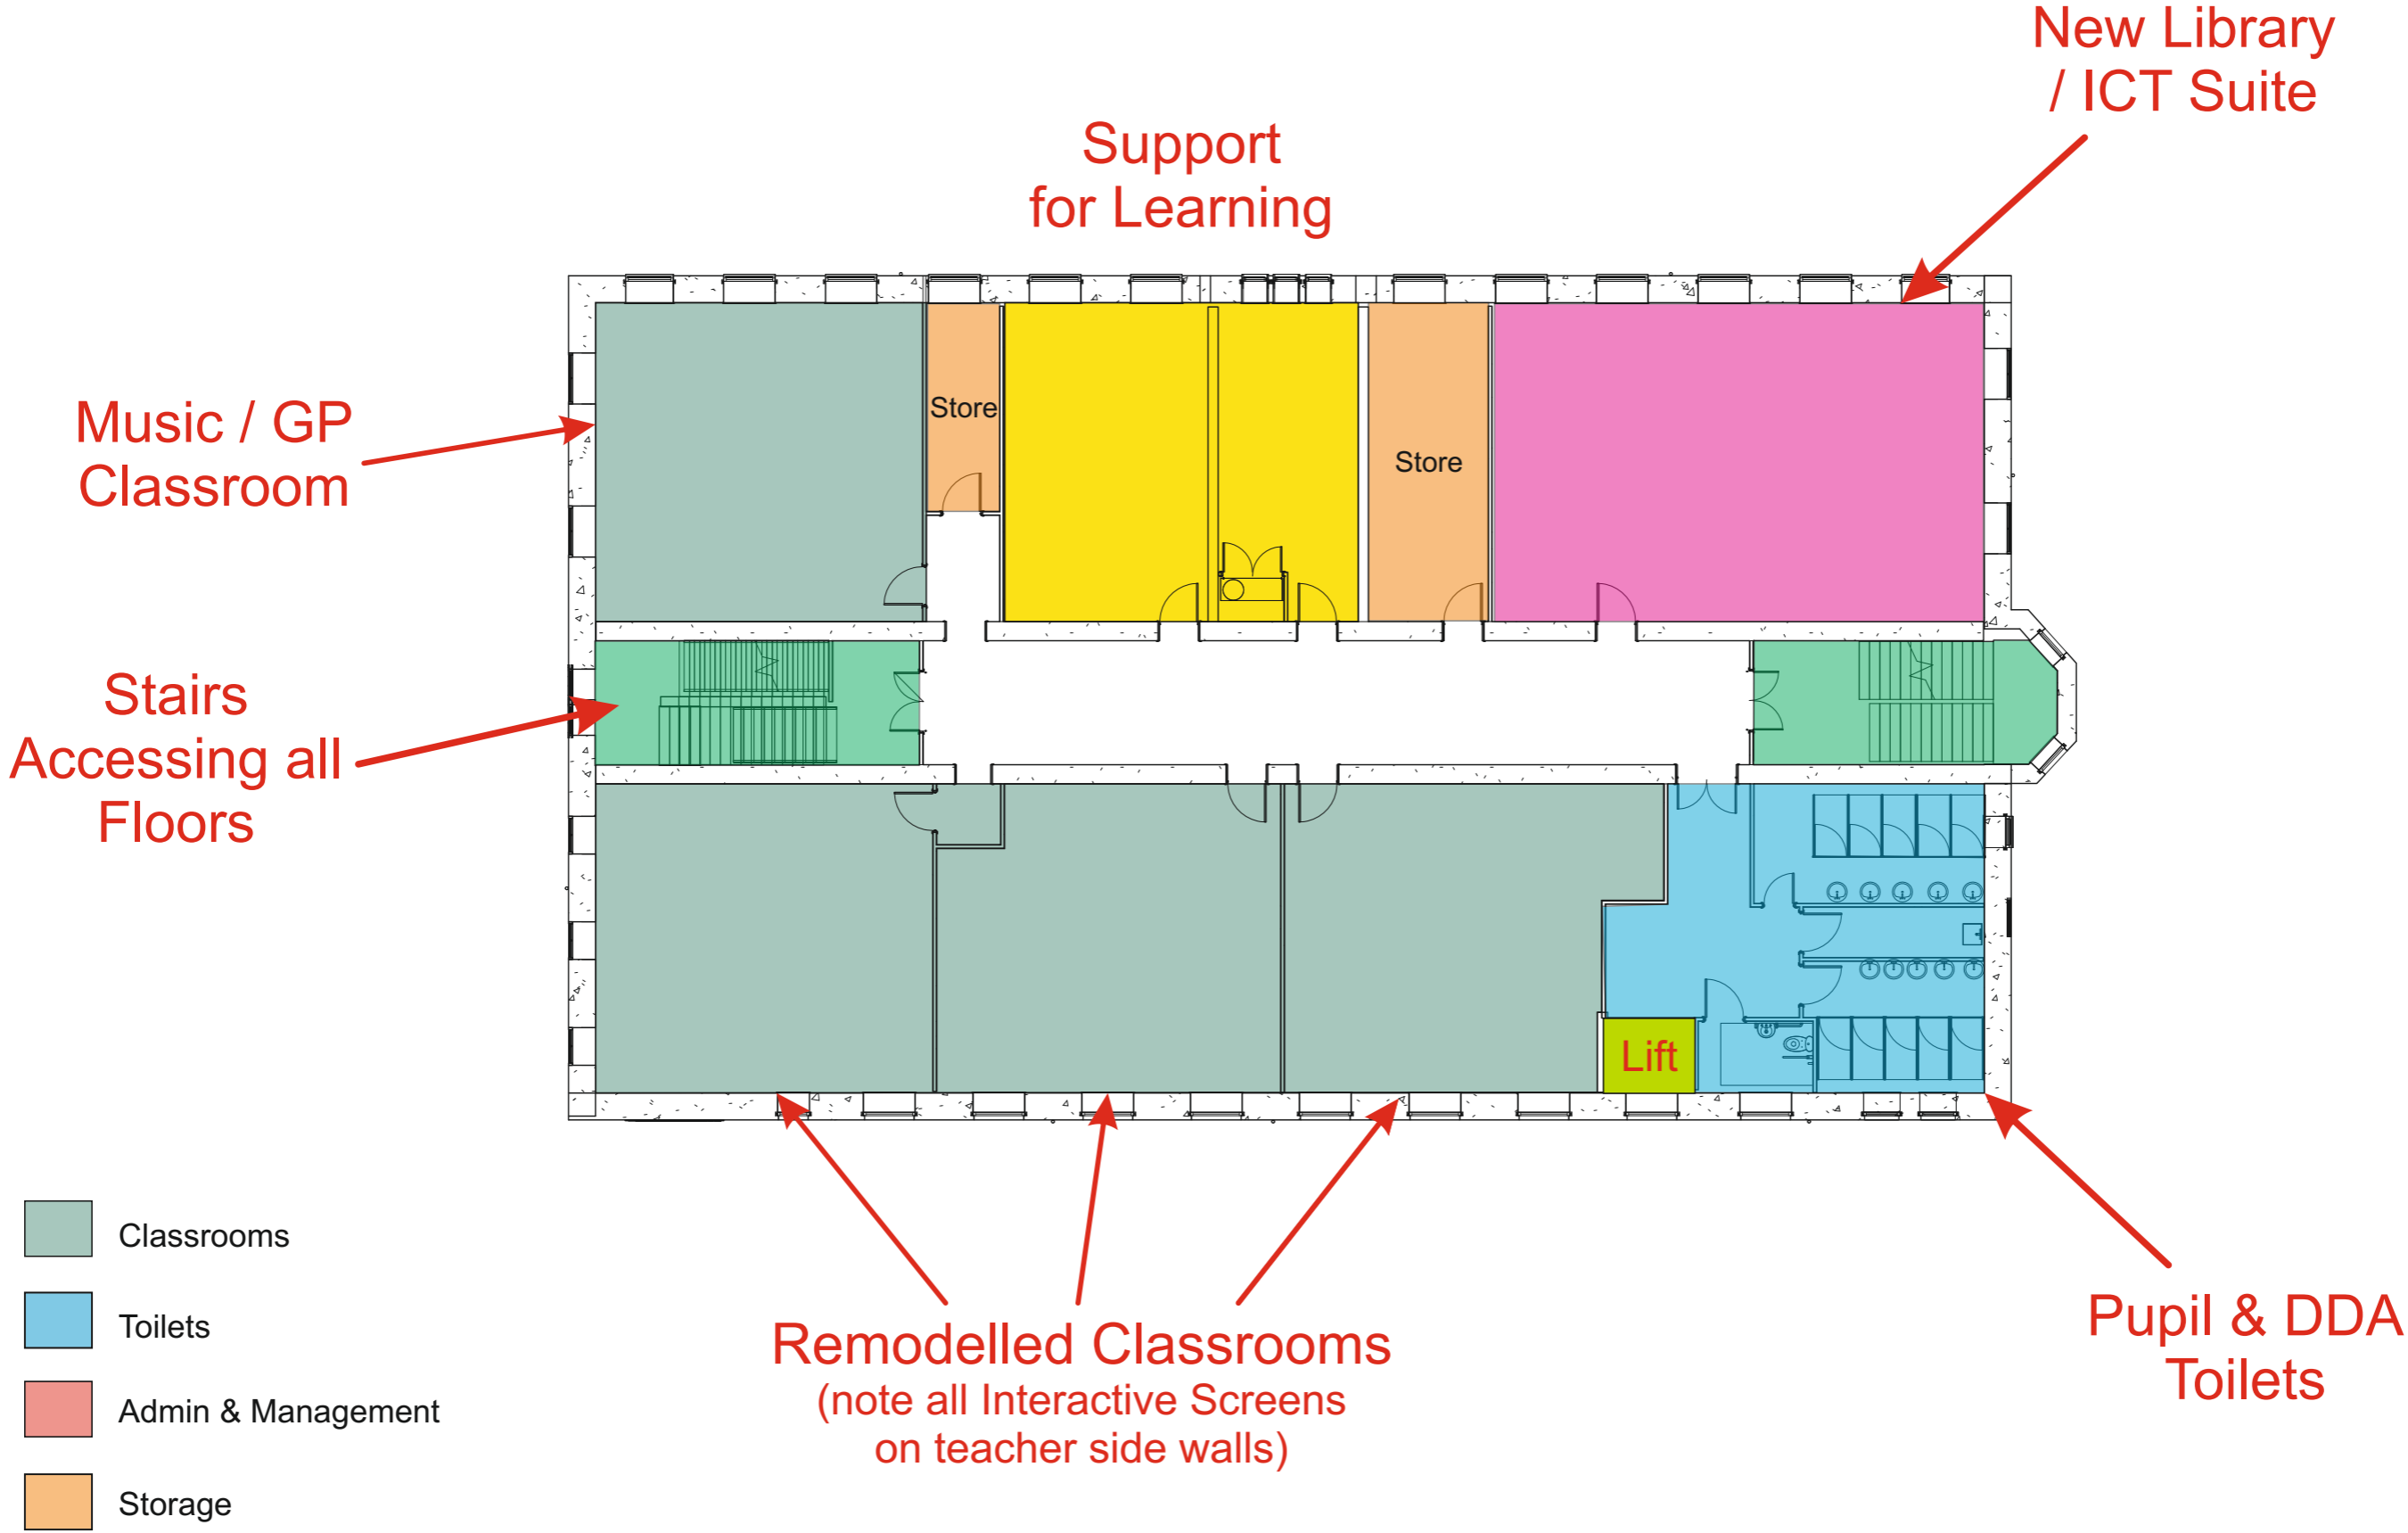 New Library
/ ICT Suite
Support
for Learning
Music / GP
Classroom
Store
Store
Stairs
Accessing all
Floors
Lift
Remodelled Classrooms
(note all Interactive Screens
on teacher side walls)
Pupil & DDA
Toilets
Classrooms
Toilets
Admin & Management
Storage